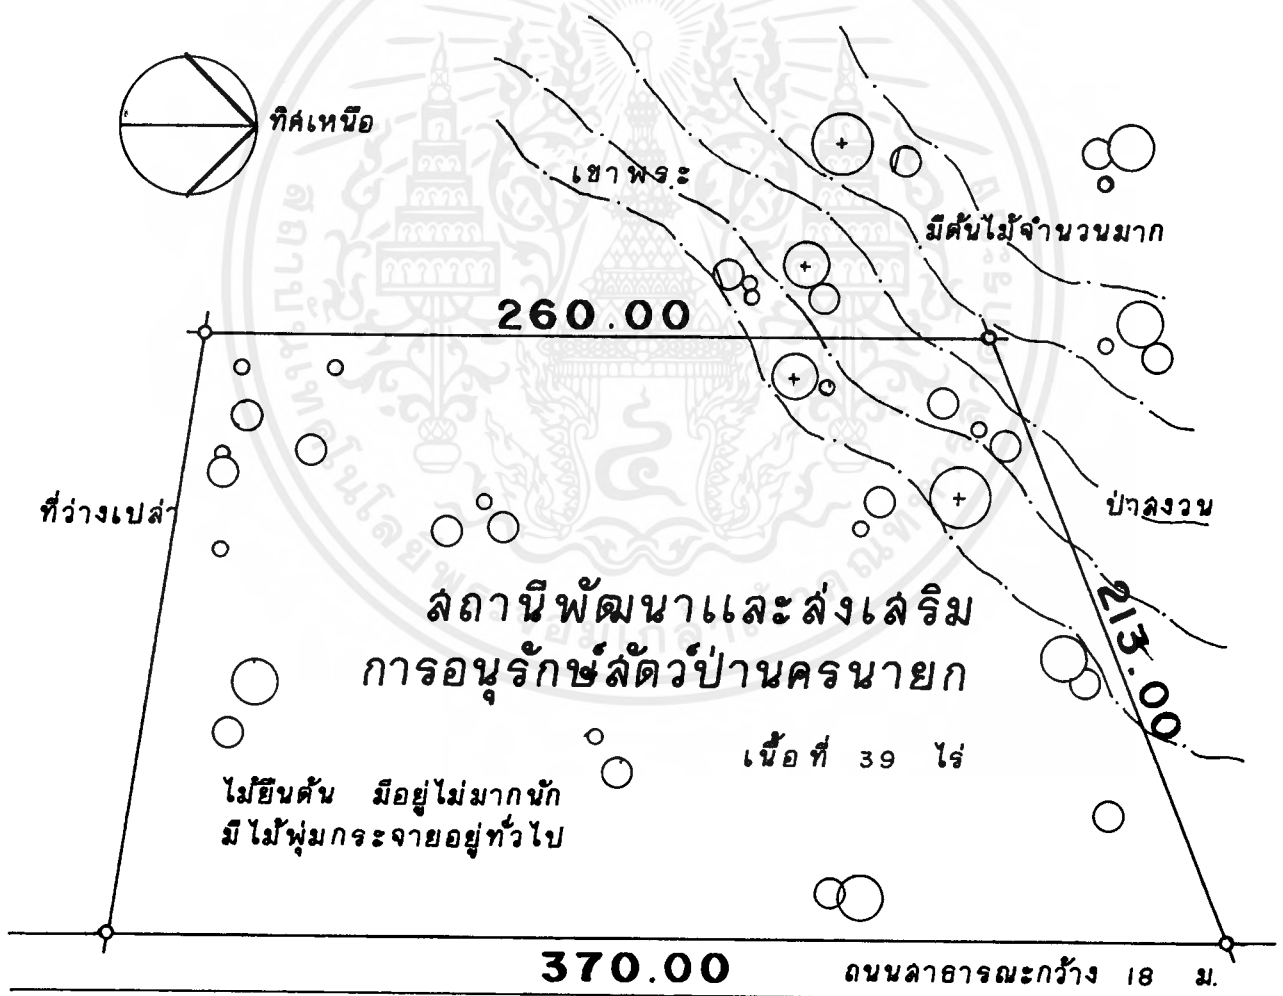 ทิศเหนือ
เขาพระ
มีต้นไม้จำนวนมาก
260.00
ที่ว่างเปล่า
ป่าสงวน
สถานีพัฒนาและส่งเสริม
การอนุรักษ์สัตว์ป่านครนายก
213.00
เนื้อที่ 39 ไร่
ไม้ยืนต้น มีอยู่ไม่มากนัก
มีไม้พุ่มกระจายอยู่ทั่วไป
370.00
ถนนสาธารณะกว้าง 18 ม.